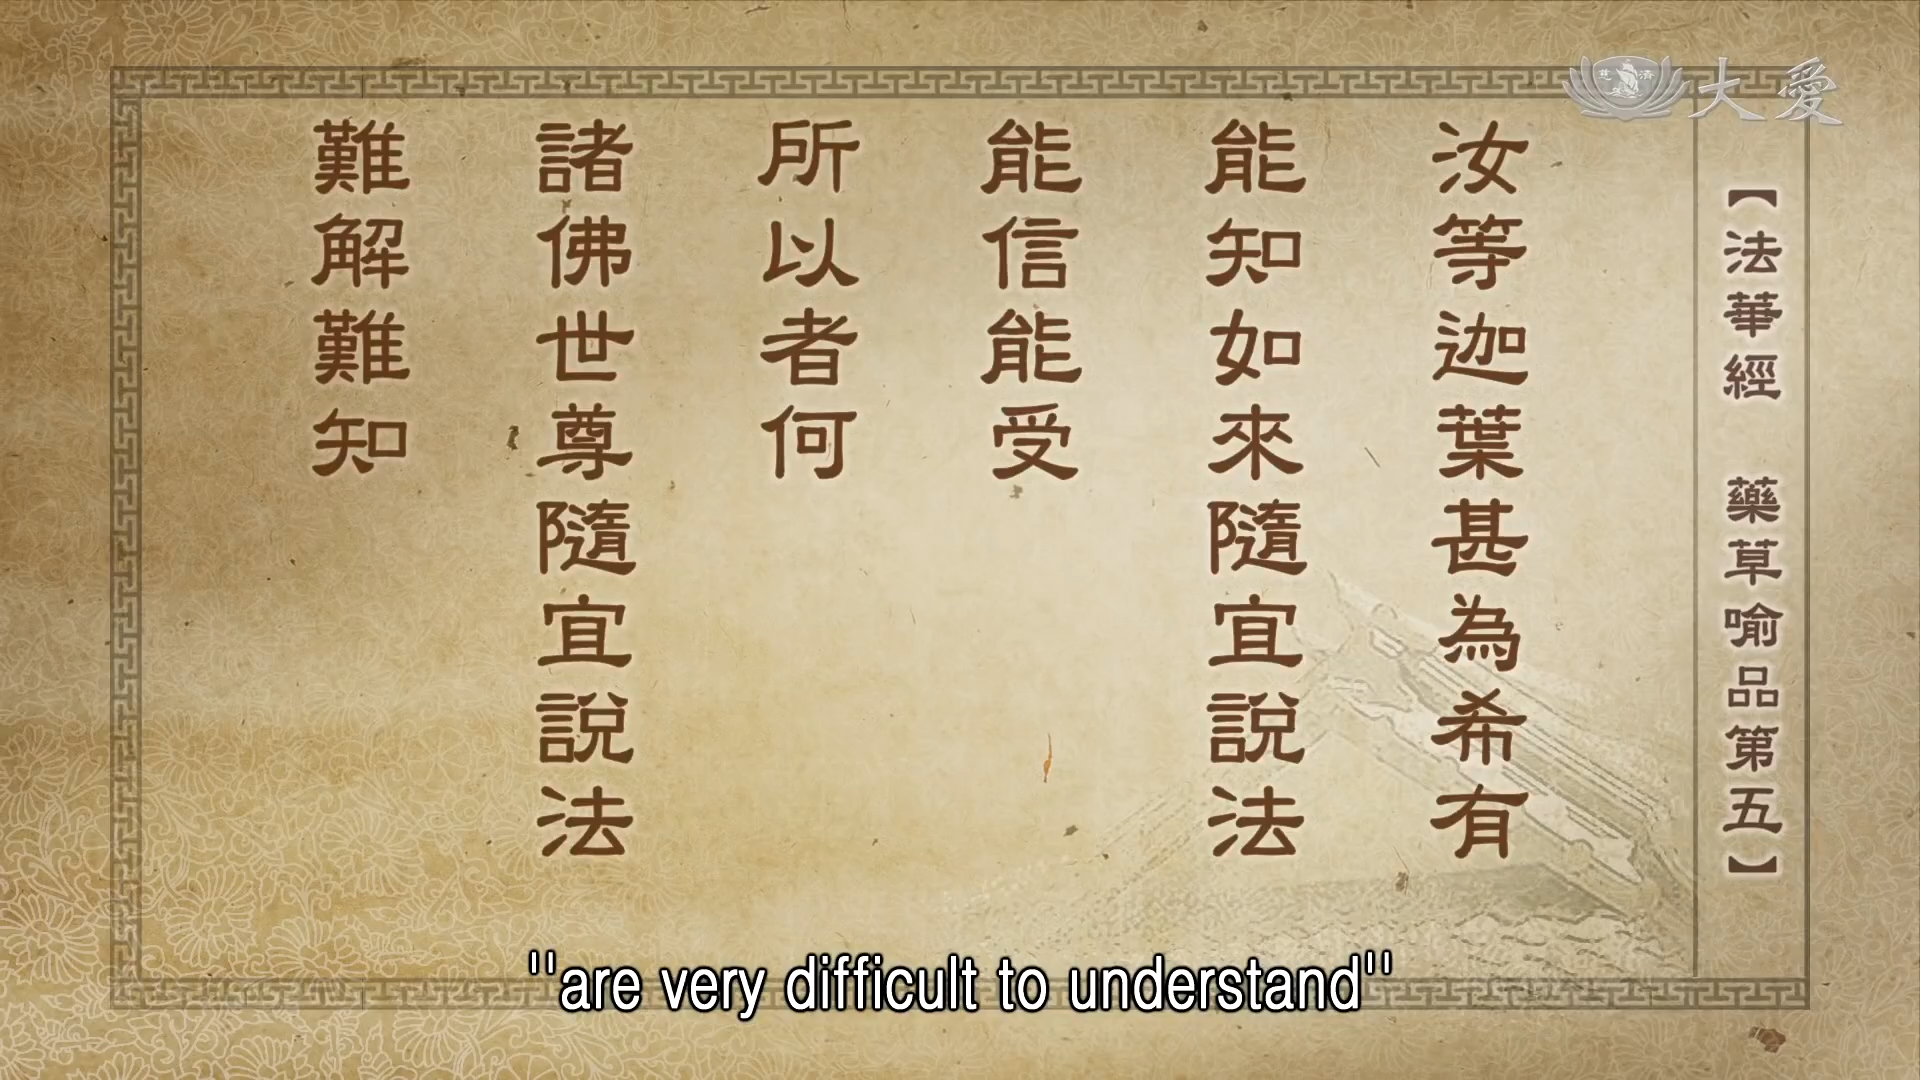 大愛
慈濟
【法華經 藥草喻品第五】
汝等迦葉甚為希有
能知如來隨宜說法
能信能受
所以者何
諸佛世尊隨宜說法
難解難知
"are very difficult to understand"